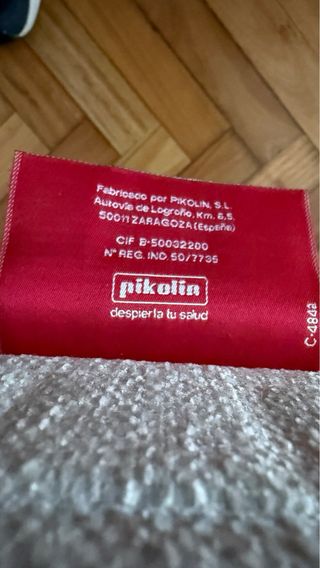 Fabricado por PIKOLIN, S.L.
Autovía de Logroño, Km. 6,5.
50011 ZARAGOZA (España)
CIF B-50032200
Nº REG. IND. 50/7735
pikolin
despierta tu salud
C-484a